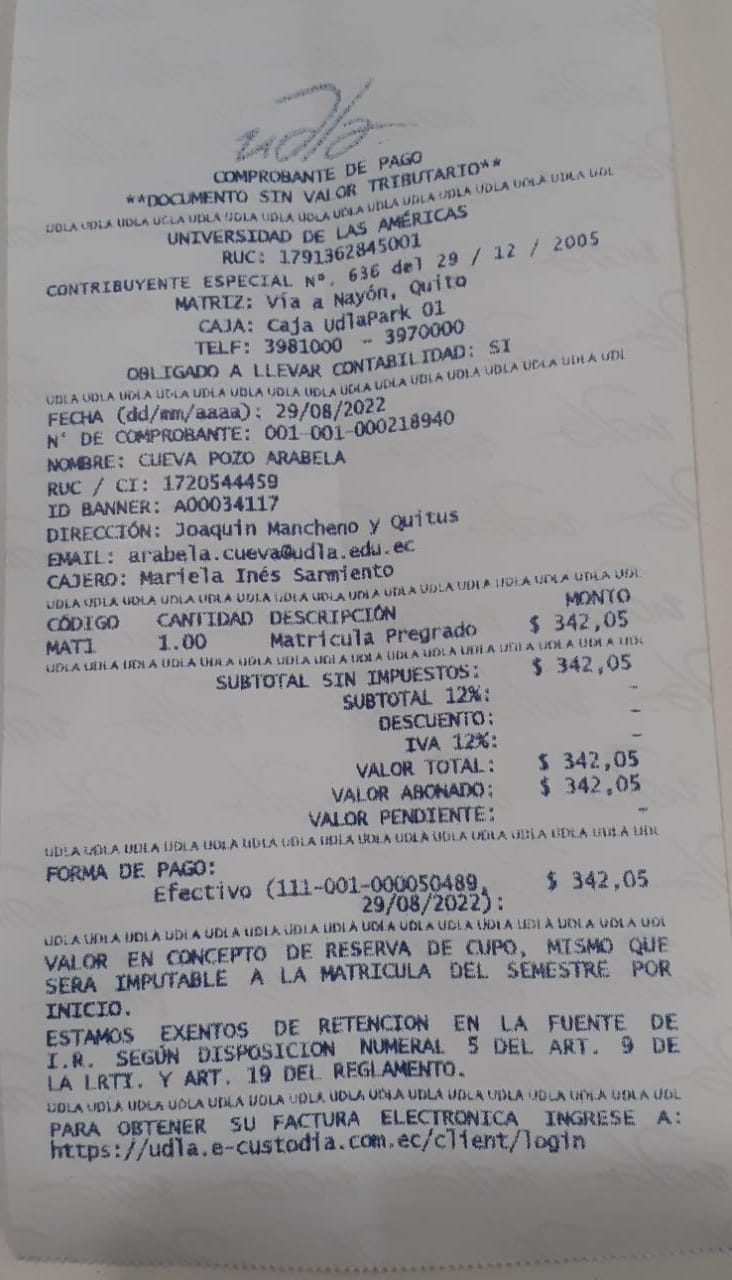 udla
COMPROBANTE DE PAGO
**DOCUMENTO SIN VALOR TRIBUTARIO**
UDLA UDLA UDLA UDLA UDLA UDLA UDLA UDLA UDLA UDLA UDLA UDLA UDLA UDLA UDLA UDL
UNIVERSIDAD DE LAS AMÉRICAS
RUC: 1791362845001
CONTRIBUYENTE ESPECIAL Nº. 636 del 29 / 12 / 2005
MATRIZ: Vía a Nayón, Quito
CAJA: Caja UdlaPark 01
TELF: 3981000 - 3970000
OBLIGADO A LLEVAR CONTABILIDAD: SI
UDLA UDLA UDLA UDLA UDLA UDLA UDLA UDLA UDLA UDLA UDLA UDLA UDLA UDLA UDLA UDL
FECHA (dd/mm/aaaa): 29/08/2022
N° DE COMPROBANTE: 001-001-000218940
NOMBRE: CUEVA POZO ARABELA
RUC / CI: 1720544459
ID BANNER: A00034117
DIRECCIÓN: Joaquin Mancheno y Quitus
EMAIL: arabela.cueva@udla.edu.ec
CAJERO: Mariela Inés Sarmiento
UDLA UDLA UDLA UDLA UDLA UDLA UDLA UDLA UDLA UDLA UDLA UDLA UDLA UDLA UDLA UDL
CÓDIGO CANTIDAD DESCRIPCIÓN MONTO
MAT1 1.00 Matricula Pregrado $ 342,05
UDLA UDLA UDLA UDLA UDLA UDLA UDLA UDLA UDLA UDLA UDLA UDLA UDLA UDLA UDLA UDL
SUBTOTAL SIN IMPUESTOS: $ 342,05
SUBTOTAL 12%: -
DESCUENTO: -
IVA 12%: -
VALOR TOTAL: $ 342,05
VALOR ABONADO: $ 342,05
VALOR PENDIENTE: -
UDLA UDLA UDLA UDLA UDLA UDLA UDLA UDLA UDLA UDLA UDLA UDLA UDLA UDLA UDLA UDL
FORMA DE PAGO:
Efectivo (111-001-000050489, $ 342,05
29/08/2022):
UDLA UDLA UDLA UDLA UDLA UDLA UDLA UDLA UDLA UDLA UDLA UDLA UDLA UDLA UDLA UDL
VALOR EN CONCEPTO DE RESERVA DE CUPO, MISMO QUE
SERA IMPUTABLE A LA MATRICULA DEL SEMESTRE POR
INICIO.
ESTAMOS EXENTOS DE RETENCION EN LA FUENTE DE
I.R. SEGÚN DISPOSICION NUMERAL 5 DEL ART. 9 DE
LA LRTI. Y ART. 19 DEL REGLAMENTO.
UDLA UDLA UDLA UDLA UDLA UDLA UDLA UDLA UDLA UDLA UDLA UDLA UDLA UDLA UDLA UDL
PARA OBTENER SU FACTURA ELECTRONICA INGRESE A:
https://udla.e-custodia.com.ec/client/login